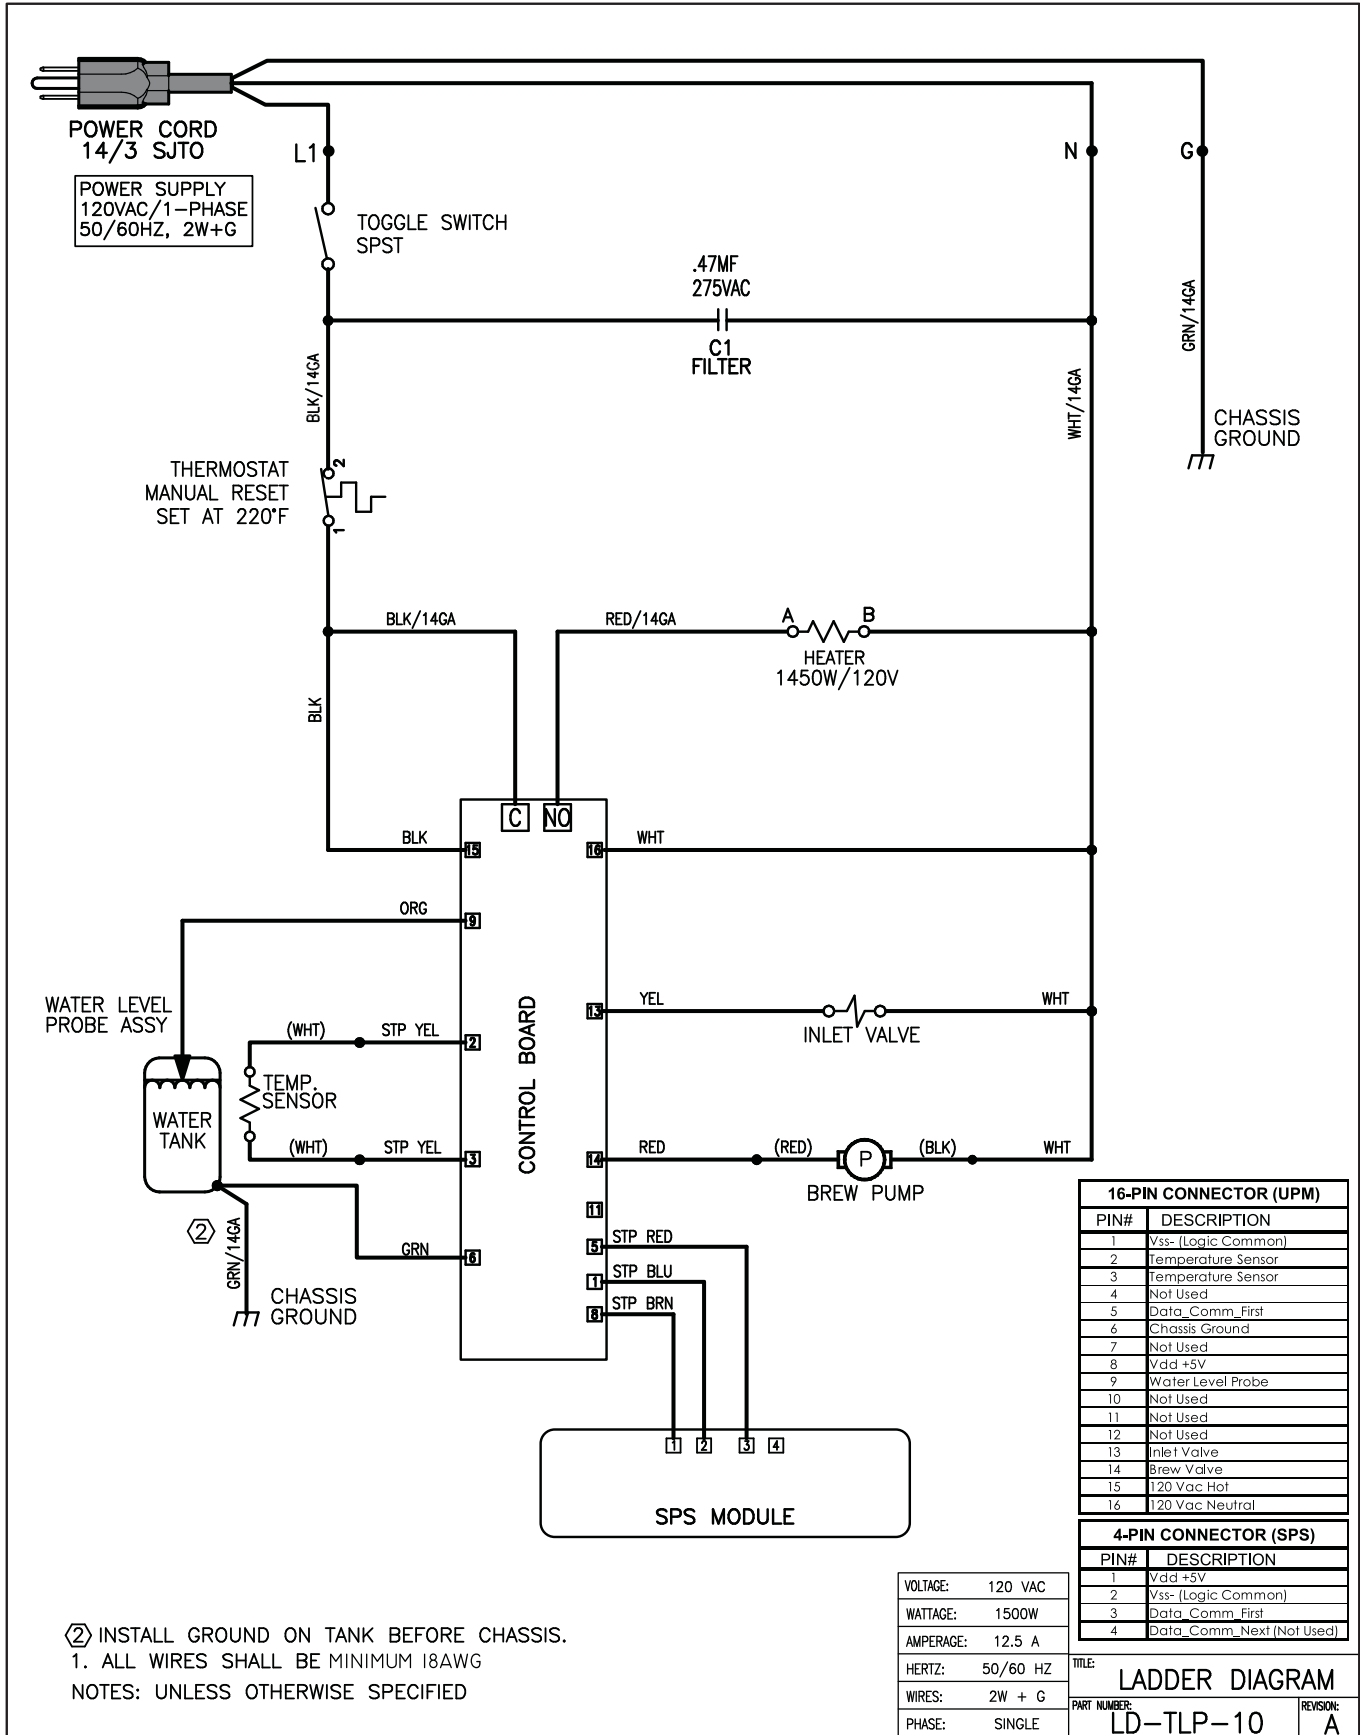 POWER CORD
14/3 SJTO
POWER SUPPLY
120VAC/1-PHASE
50/60HZ, 2W+G
L1
N
G
TOGGLE SWITCH
SPST
.47MF
275VAC
C1
FILTER
BLK/14GA
WHT/14GA
GRN/14GA
CHASSIS
GROUND
THERMOSTAT
MANUAL RESET
SET AT 220°F
2
1
BLK/14GA
RED/14GA
A
B
HEATER
1450W/120V
BLK
C
NO
BLK
15
16
WHT
ORG
9
WATER LEVEL
PROBE ASSY
WATER
TANK
(WHT)
STP YEL
2
TEMP.
SENSOR
(WHT)
STP YEL
3
CONTROL BOARD
13
YEL
INLET VALVE
WHT
14
RED
(RED)
P
(BLK)
WHT
BREW PUMP
11
2
GRN/14GA
GRN
6
CHASSIS
GROUND
5
STP RED
1
STP BLU
8
STP BRN
1
2
3
4
SPS MODULE
16-PIN CONNECTOR (UPM)
PIN# DESCRIPTION
1 Vss- (Logic Common)
2 Temperature Sensor
3 Temperature Sensor
4 Not Used
5 Data_Comm_First
6 Chassis Ground
7 Not Used
8 Vdd +5V
9 Water Level Probe
10 Not Used
11 Not Used
12 Not Used
13 Inlet Valve
14 Brew Valve
15 120 Vac Hot
16 120 Vac Neutral
4-PIN CONNECTOR (SPS)
PIN# DESCRIPTION
1 Vdd +5V
2 Vss- (Logic Common)
3 Data_Comm_First
4 Data_Comm_Next (Not Used)
VOLTAGE: 120 VAC
WATTAGE: 1500W
AMPERAGE: 12.5 A
HERTZ: 50/60 HZ
WIRES: 2W + G
PHASE: SINGLE
TITLE:
LADDER DIAGRAM
PART NUMBER:
LD-TLP-10
REVISION:
A
2 INSTALL GROUND ON TANK BEFORE CHASSIS.
1. ALL WIRES SHALL BE MINIMUM 18AWG
NOTES: UNLESS OTHERWISE SPECIFIED